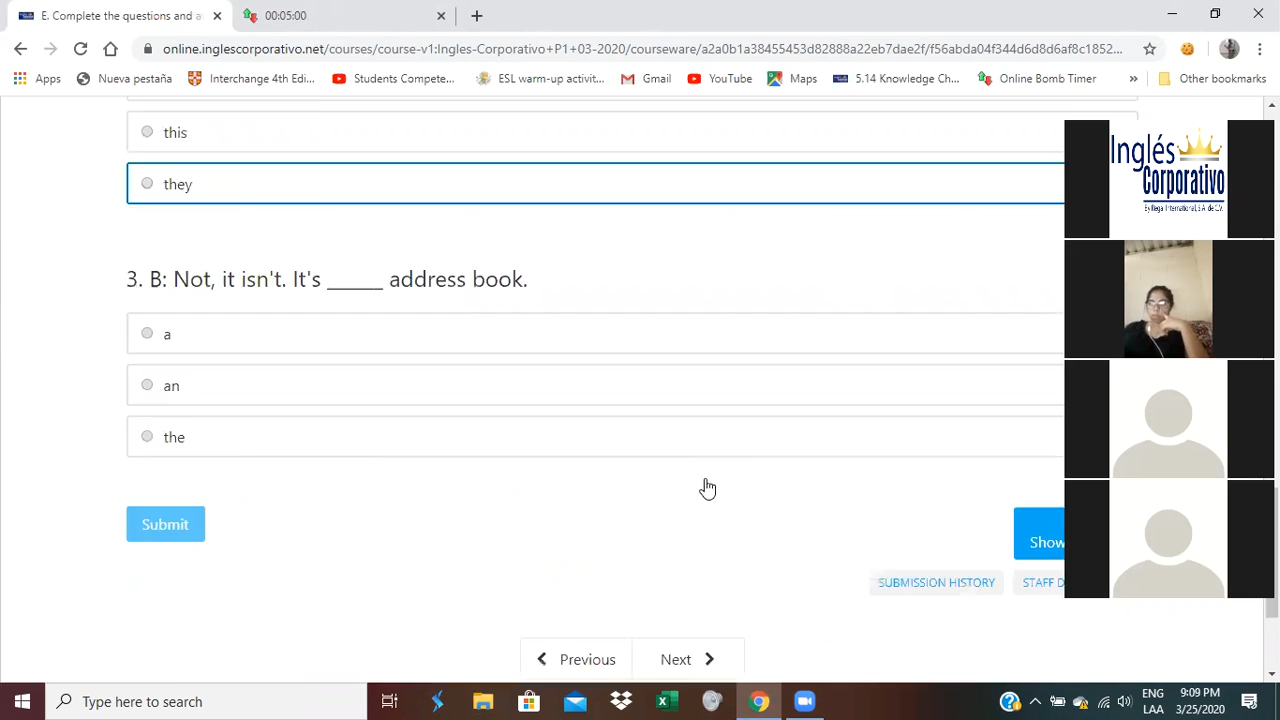 E. Complete the questions and a
00:05:00
online.inglescorporativo.net/courses/course-v1:Ingles-Corporativo+P1+03-2020/courseware/a2a0b1a38455453d82888a22eb7dae2f/f56abda04f344d6d8d6af8c1852...
Apps
Nueva pestaña
Interchange 4th Edi...
Students Compete...
ESL warm-up activit...
Gmail
YouTube
Maps
5.14 Knowledge Ch...
Online Bomb Timer
»
Other bookmarks
this
they
Inglés
Corporativo
3. B: Not, it isn't. It's _____ address book.
a
an
the
Submit
Show
SUBMISSION HISTORY
STAFF D
Previous
Next
Type here to search
ENG
LAA
9:09 PM
3/25/2020